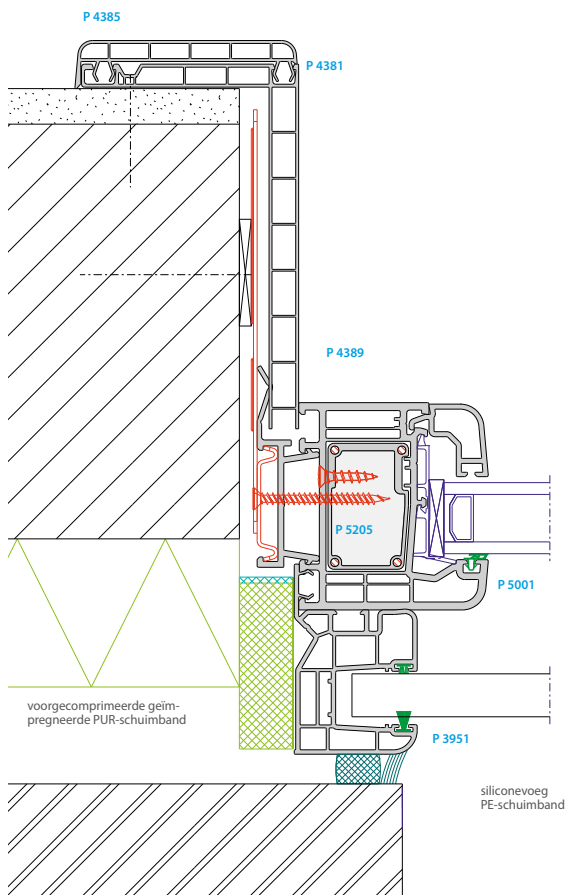 P 4385
P 4381
P 4389
P 5205
P 5001
voorgecomprimeerde geïm-
pregneerde PUR-schuimband
P 3951
siliconevoeg
PE-schuimband